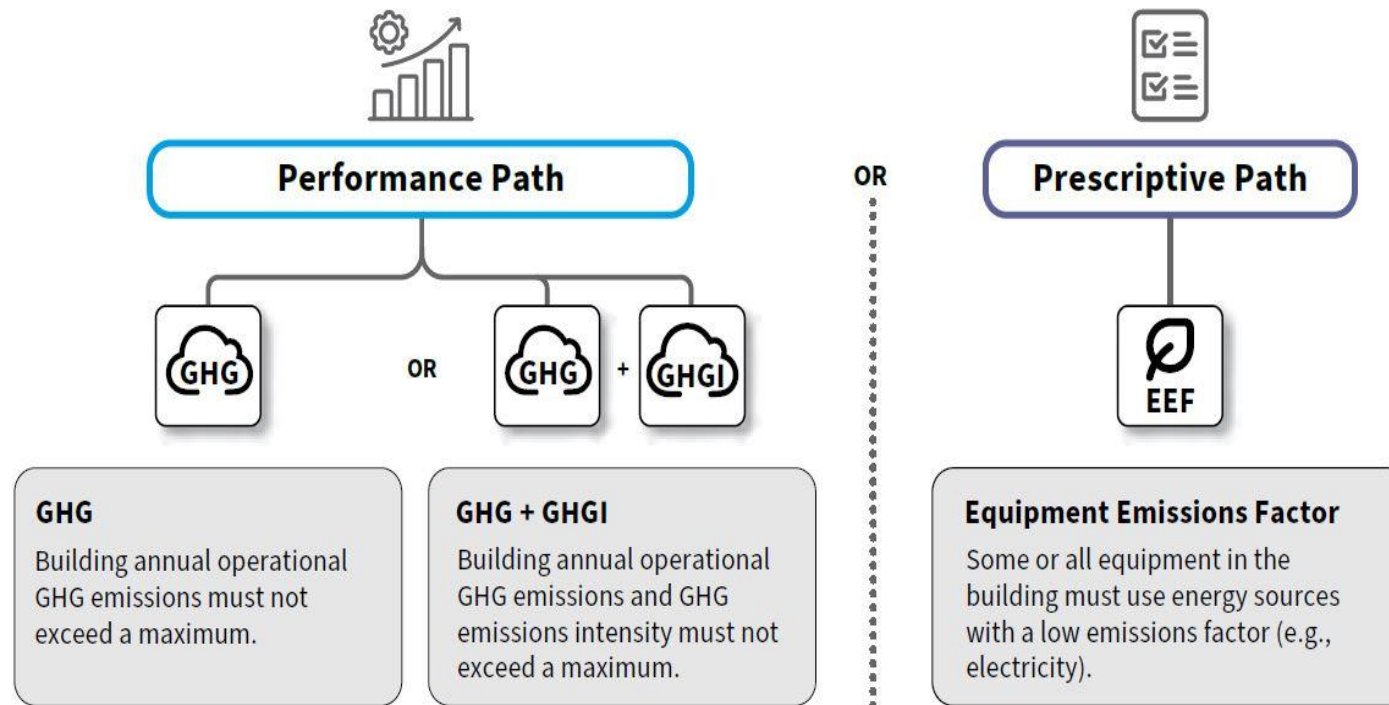 Performance Path
OR
Prescriptive Path
GHG
OR
GHG
+
GHGI
EEF
GHG
Building annual operational
GHG emissions must not
exceed a maximum.
GHG + GHGI
Building annual operational
GHG emissions and GHG
emissions intensity must not
exceed a maximum.
Equipment Emissions Factor
Some or all equipment in the
building must use energy sources
with a low emissions factor (e.g.,
electricity).